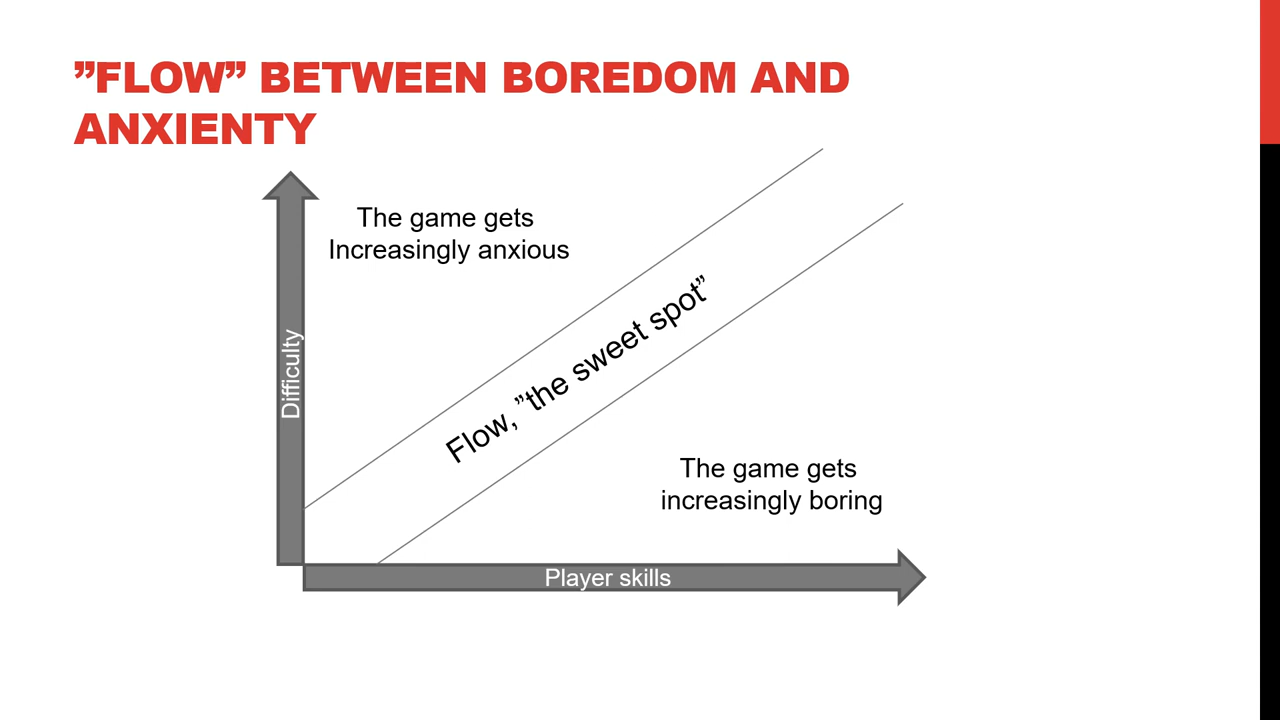 ”FLOW” BETWEEN BOREDOM AND
ANXIENTY
The game gets
Increasingly anxious
Difficulty
Flow, ”the sweet spot”
The game gets
increasingly boring
Player skills